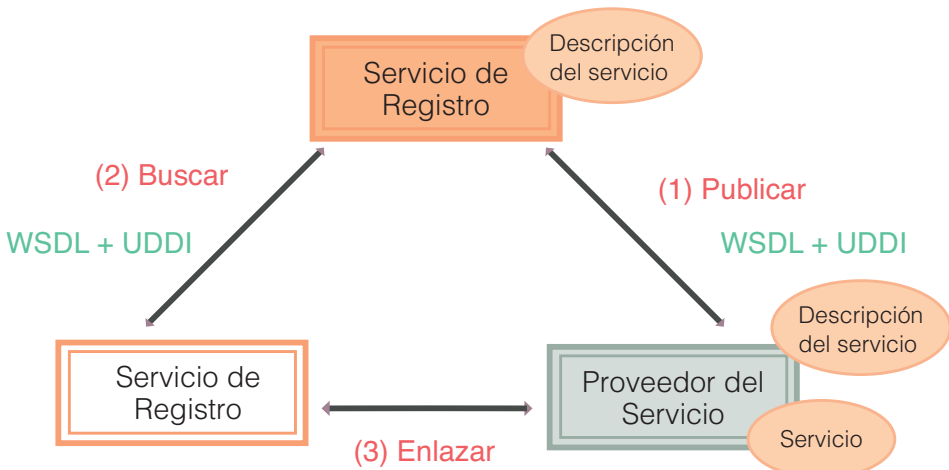 Descripción
del servicio
Servicio de
Registro
(2) Buscar
(1) Publicar
WSDL + UDDI
WSDL + UDDI
Descripción
del servicio
Servicio de
Registro
Proveedor del
Servicio
Servicio
(3) Enlazar